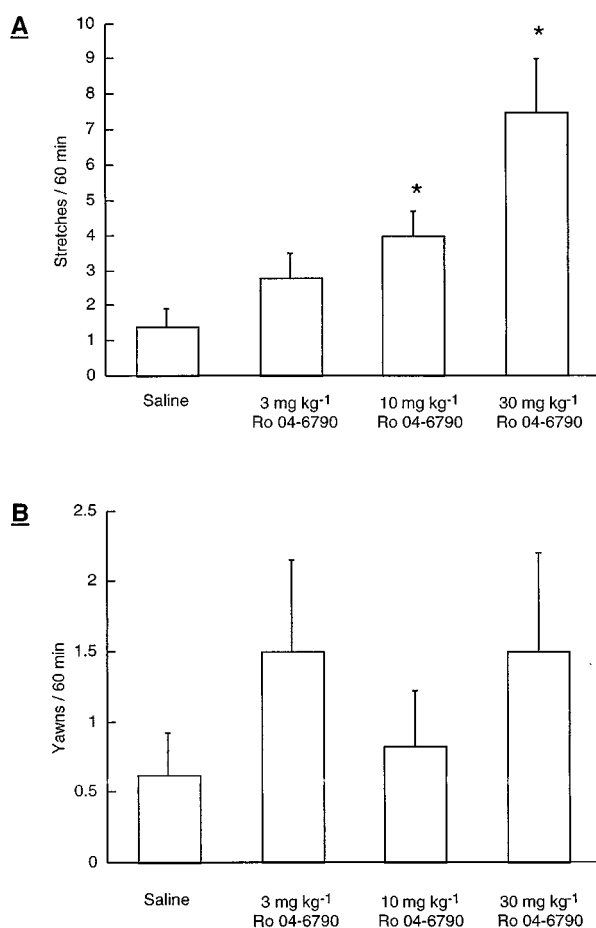 A
10
9
8
7
6
5
4
3
2
1
0
Stretches / 60 min
*
*
Saline
3 mg kg-1
Ro 04-6790
10 mg kg-1
Ro 04-6790
30 mg kg-1
Ro 04-6790
B
2.5
2
1.5
1
0.5
0
Yawns / 60 min
Saline
3 mg kg-1
Ro 04-6790
10 mg kg-1
Ro 04-6790
30 mg kg-1
Ro 04-6790